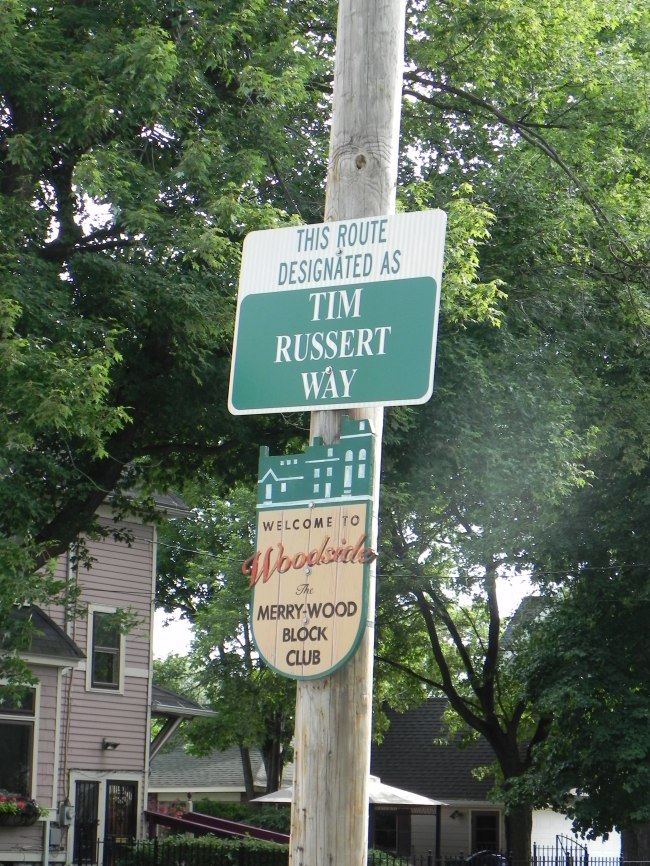 THIS ROUTE
DESIGNATED AS
TIM
RUSSERT
WAY
WELCOME TO
Woodside
The
MERRY-WOOD
BLOCK
CLUB